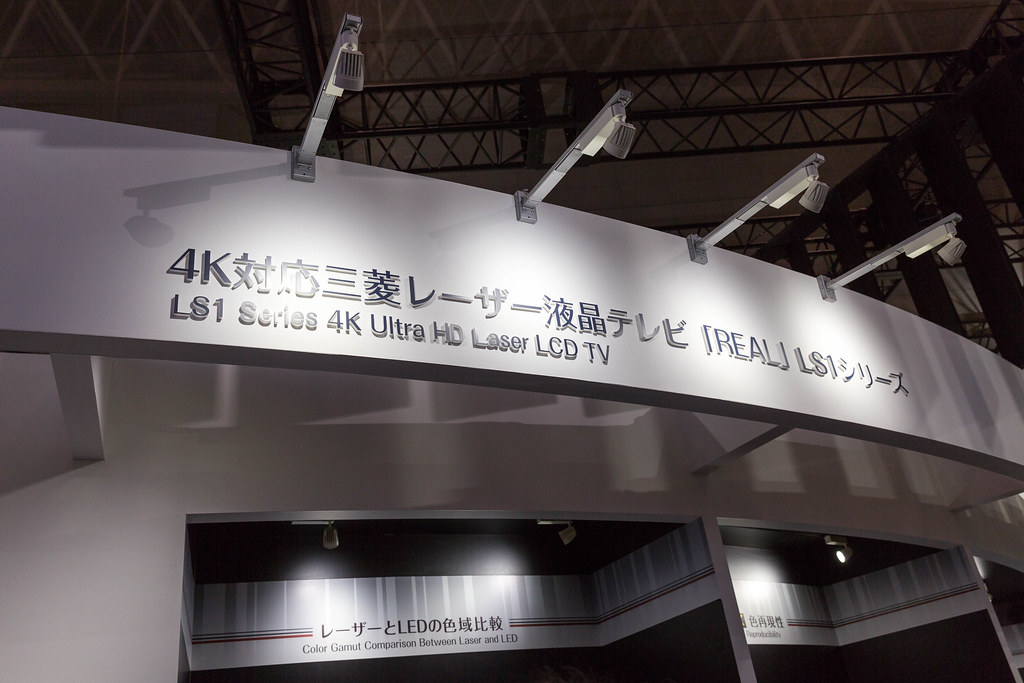 4K対応三菱レーザー液晶テレビ「REAL」LS1シリーズ
LS1 Series 4K Ultra HD Laser LCD TV
レーザーとLEDの色域比較
Color Gamut Comparison Between Laser and LED
色再現性
Reproducibility